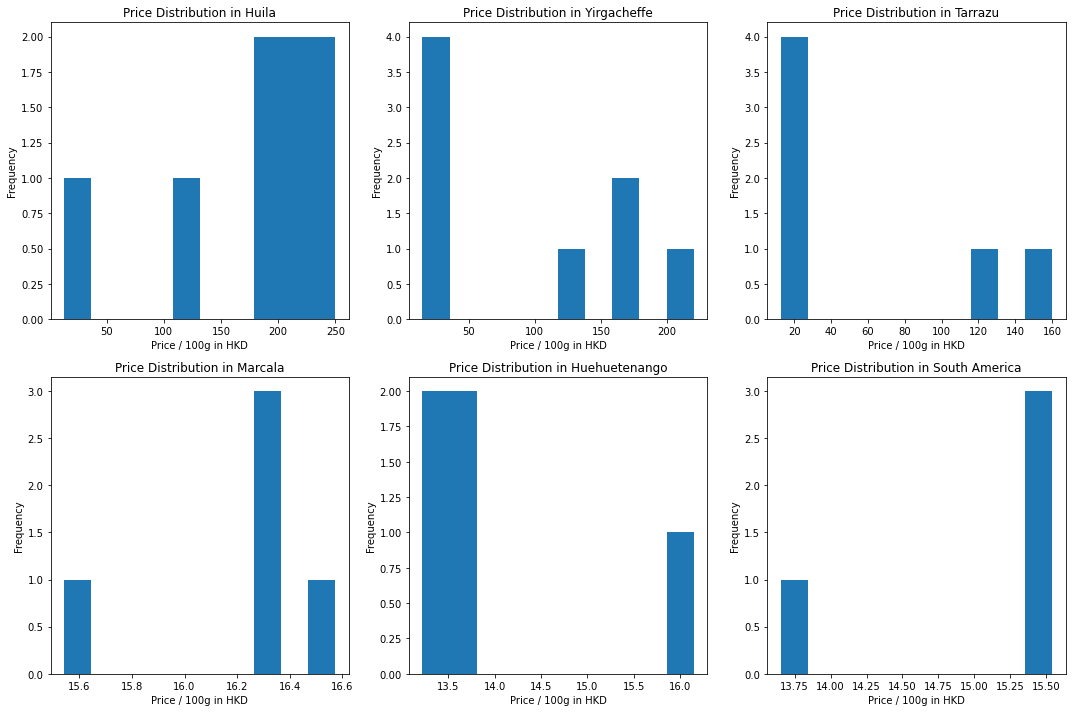 Price Distribution in Huila
Frequency
2.00
1.75
1.50
1.25
1.00
0.75
0.50
0.25
0.00
50 100 150 200 250
Price / 100g in HKD
Price Distribution in Yirgacheffe
Frequency
4.0
3.5
3.0
2.5
2.0
1.5
1.0
0.5
0.0
50 100 150 200
Price / 100g in HKD
Price Distribution in Tarrazu
Frequency
4.0
3.5
3.0
2.5
2.0
1.5
1.0
0.5
0.0
20 40 60 80 100 120 140 160
Price / 100g in HKD
Price Distribution in Marcala
Frequency
3.0
2.5
2.0
1.5
1.0
0.5
0.0
15.6 15.8 16.0 16.2 16.4 16.6
Price / 100g in HKD
Price Distribution in Huehuetenango
Frequency
2.00
1.75
1.50
1.25
1.00
0.75
0.50
0.25
0.00
13.5 14.0 14.5 15.0 15.5 16.0
Price / 100g in HKD
Price Distribution in South America
Frequency
3.0
2.5
2.0
1.5
1.0
0.5
0.0
13.75 14.00 14.25 14.50 14.75 15.00 15.25 15.50
Price / 100g in HKD